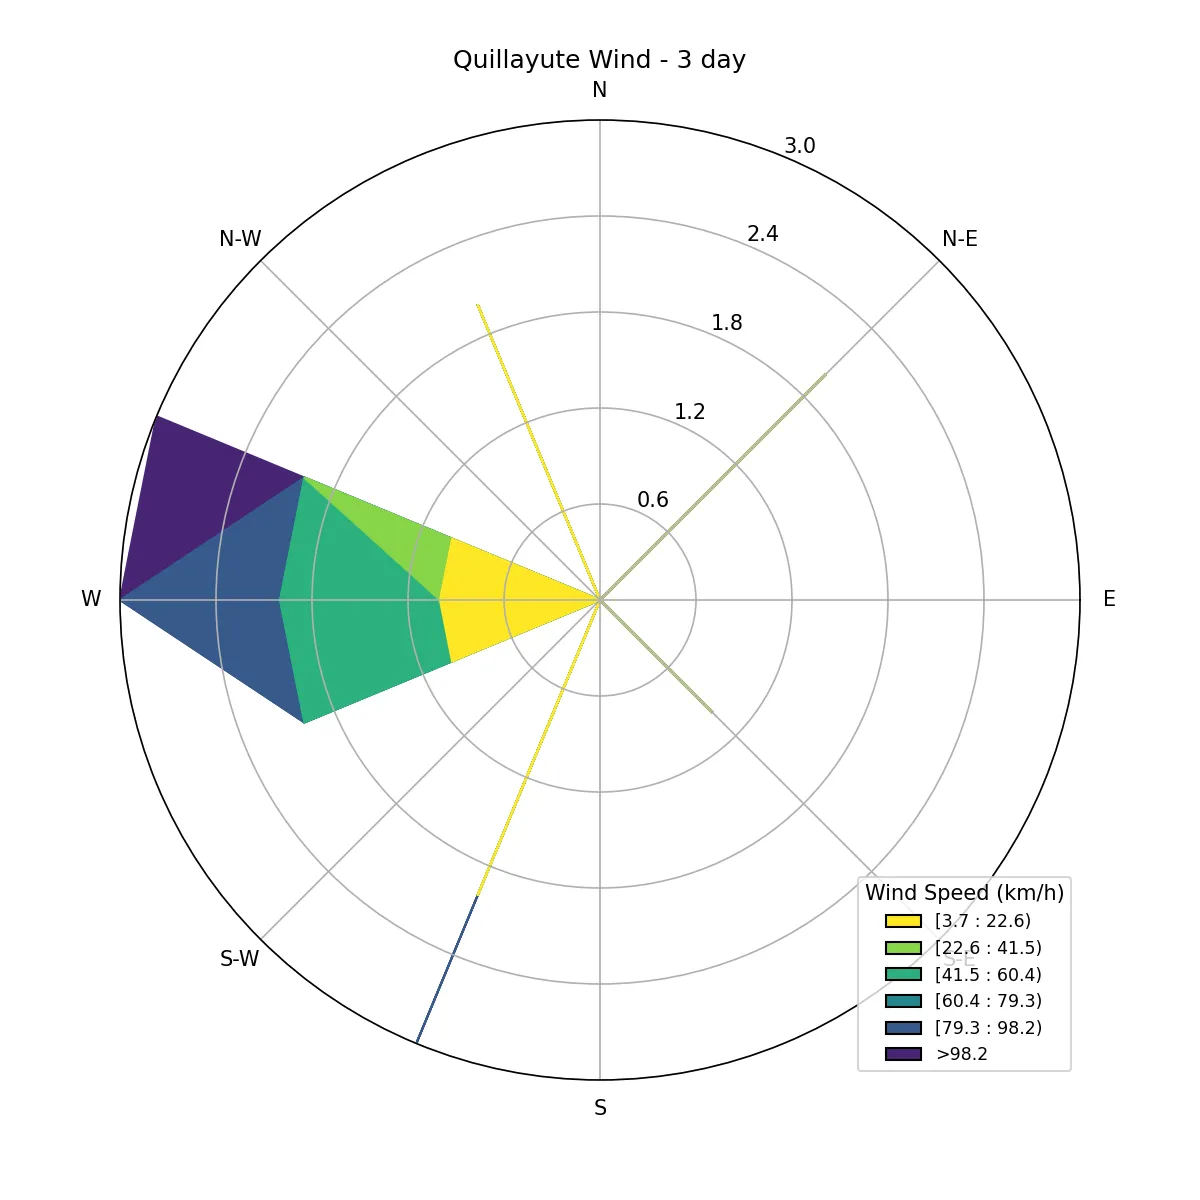 Quillayute Wind - 3 day
N
3.0
N-W
2.4
N-E
1.8
1.2
0.6
W
E
S-W
S-E
S
Wind Speed (km/h)
[3.7 : 22.6)
[22.6 : 41.5)
[41.5 : 60.4)
[60.4 : 79.3)
[79.3 : 98.2)
>98.2